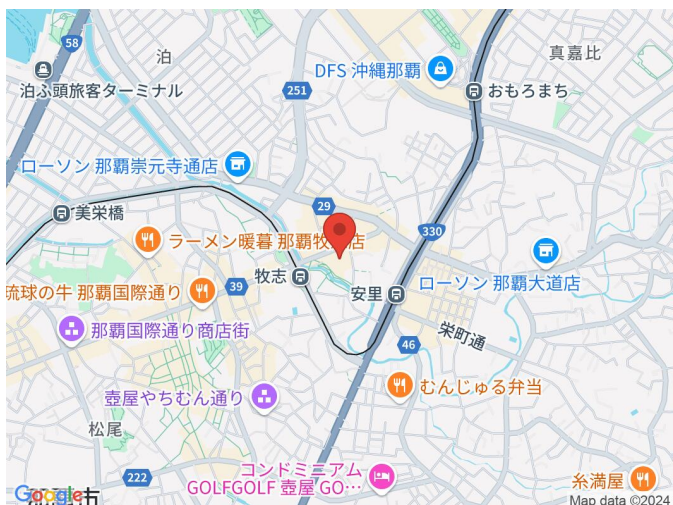 58
泊
泊ふ頭旅客ターミナル
251
DFS 沖縄那覇
真嘉比
おもろまち
ローソン 那覇崇元寺通店
29
美栄橋
330
ラーメン暖暮 那覇牧
店
ローソン 那覇大道店
牧志
安里
琉球の牛 那覇国際通り
39
栄町通
那覇国際通り商店街
46
むんじゅる弁当
壺屋やちむん通り
松尾
222
コンドミニアム
GOLFGOLF 壺屋 GO…
糸満屋
Google
市
Map data ©2024